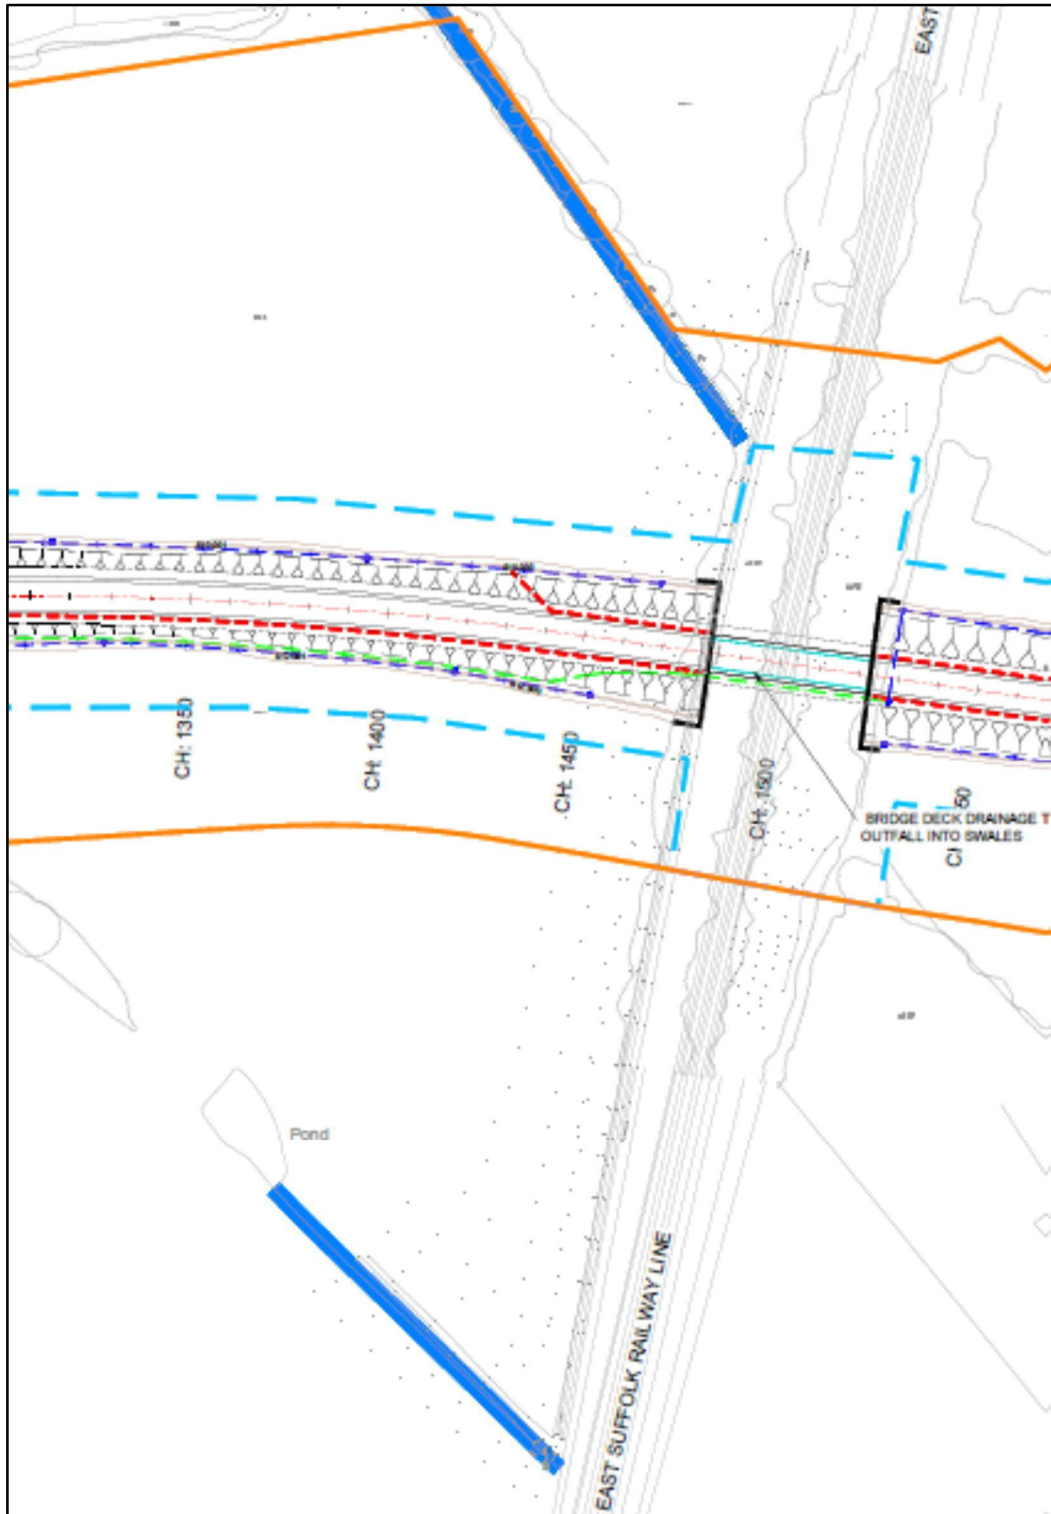 EAST
CH: 1350
CH: 1400
CH: 1450
CH: 1500
50
BRIDGE DECK DRAINAGE T
OUTFALL INTO SWALES
Pond
EAST SUFFOLK RAILWAY LINE